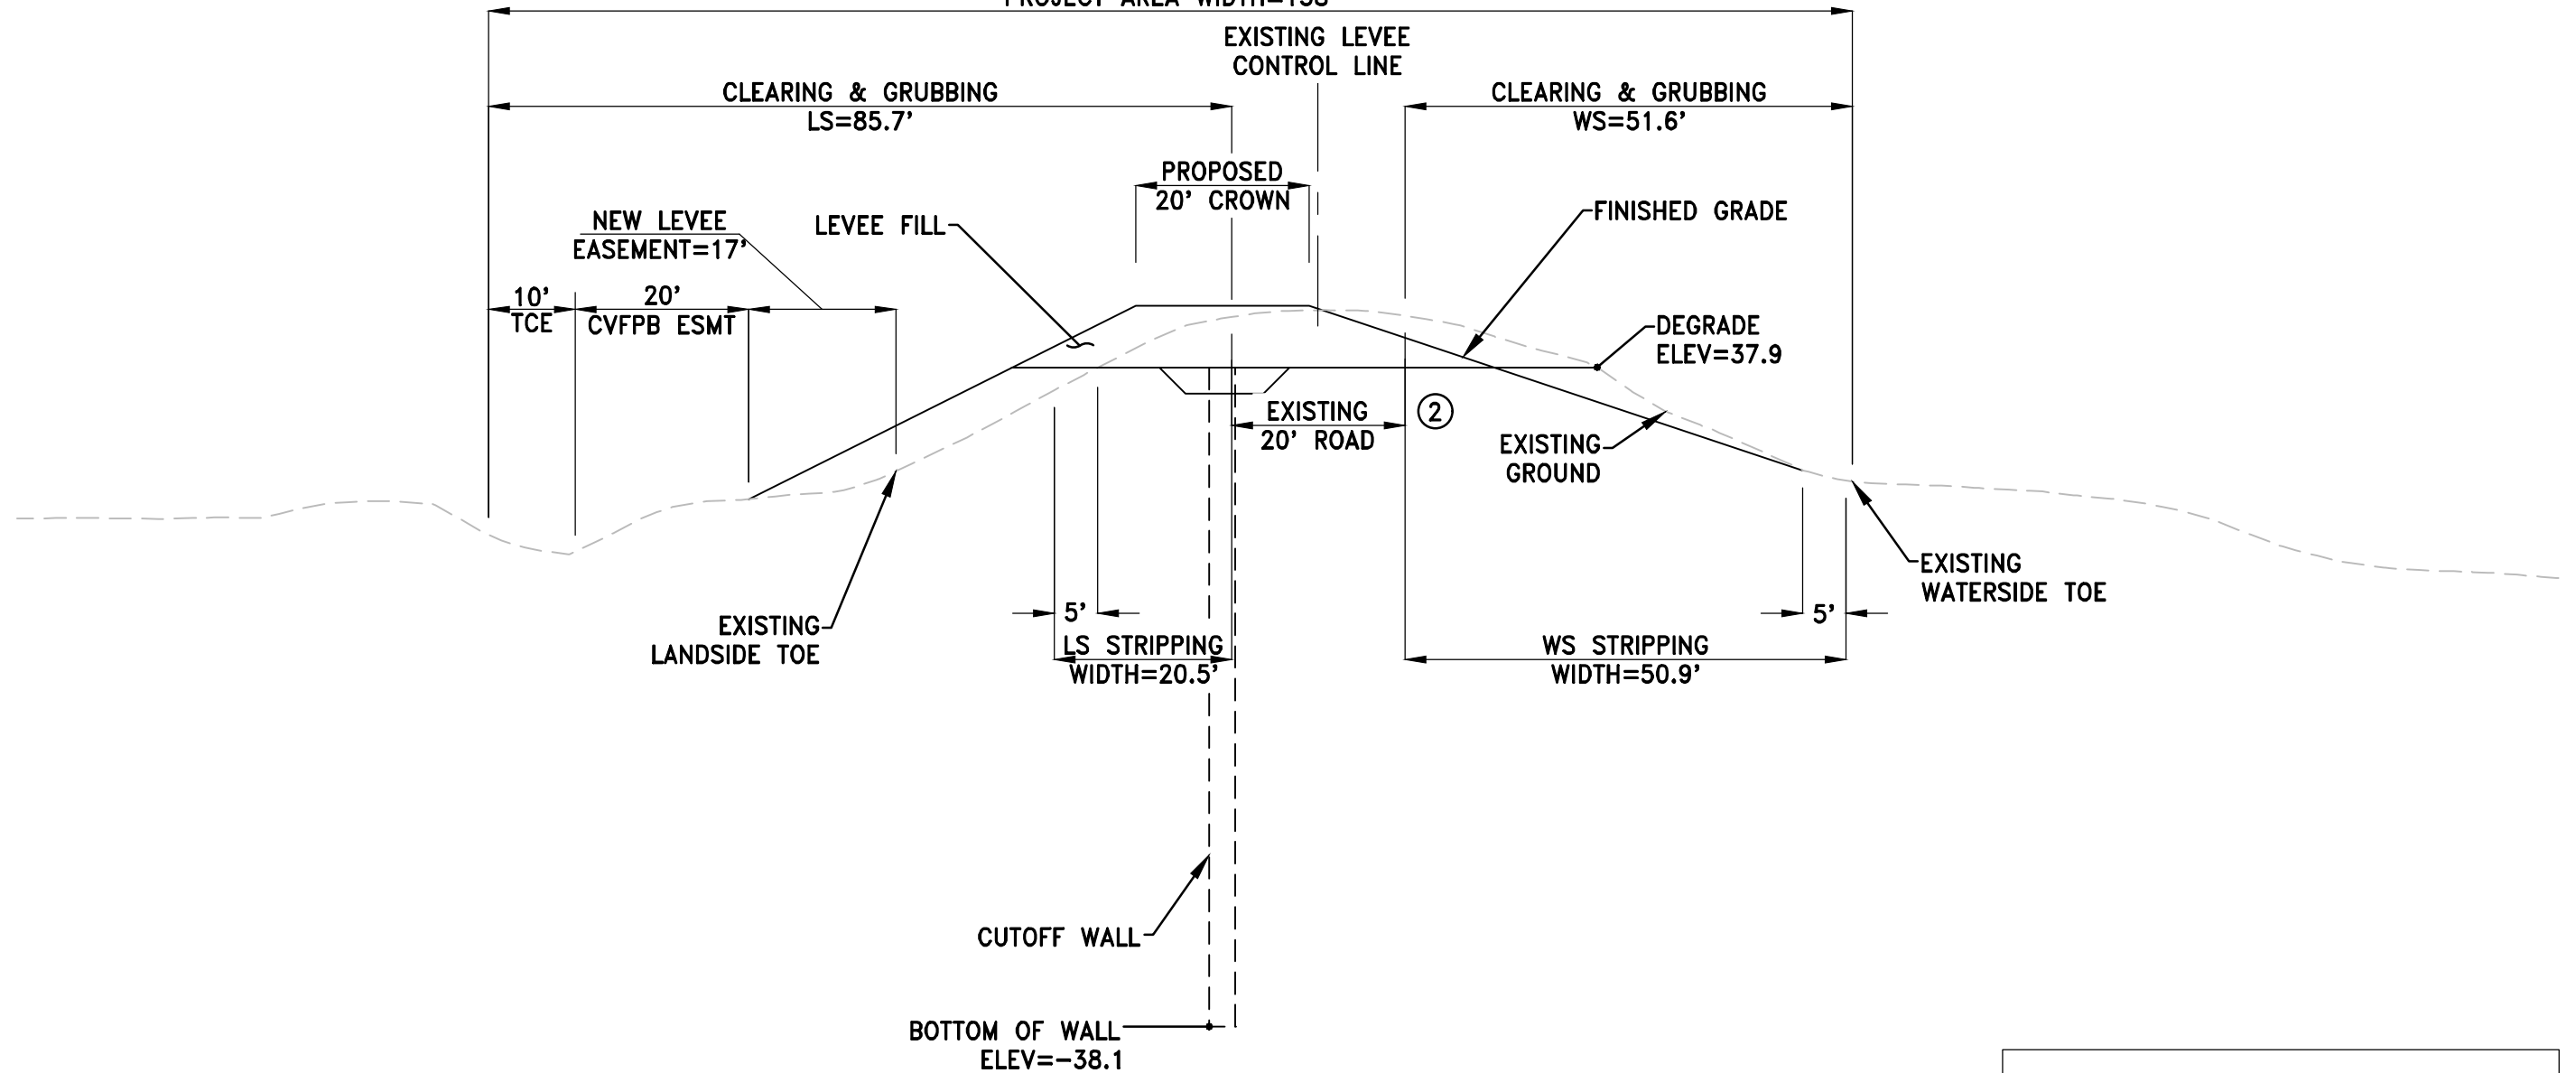 EXISTING LEVEE
CONTROL LINE
CLEARING & GRUBBING
LS=85.7'
CLEARING & GRUBBING
WS=51.6'
PROPOSED
20' CROWN
NEW LEVEE
EASEMENT=17'
LEVEE FILL
FINISHED GRADE
10'
TCE
20'
CVFPB ESMT
DEGRADE
ELEV=37.9
EXISTING
20' ROAD
2
EXISTING
GROUND
EXISTING
WATERSIDE TOE
5'
5'
EXISTING
LANDSIDE TOE
LS STRIPPING
WIDTH=20.5'
WS STRIPPING
WIDTH=50.9'
CUTOFF WALL
BOTTOM OF WALL
ELEV=-38.1